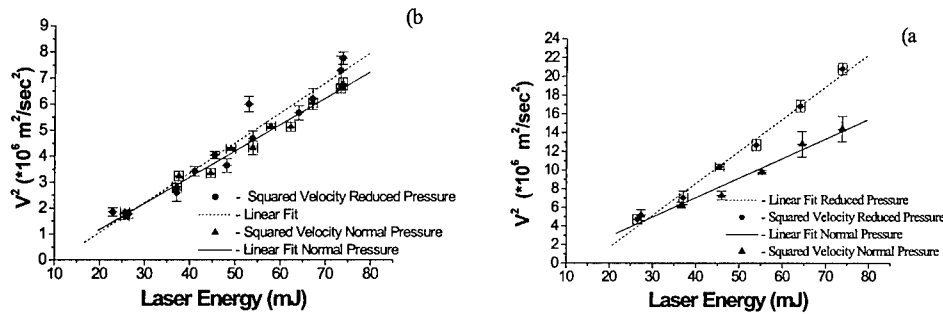 (b
9
8
7
6
5
4
3
2
1
0
V² (*10⁶ m²/sec²)
- Squared Velocity Reduced Pressure
- Linear Fit
- Squared Velocity Normal Pressure
- Linear Fit Normal Pressure
10 20 30 40 50 60 70 80
Laser Energy (mJ)
(a
24
22
20
18
16
14
12
10
8
6
4
2
0
V² (*10⁶ m²/sec²)
- Linear Fit Reduced Pressure
- Squared Velocity Reduced Pressure
- Linear Fit Normal Pressure
- Squared Velocity Normal Pressure
10 20 30 40 50 60 70 80
Laser Energy (mJ)